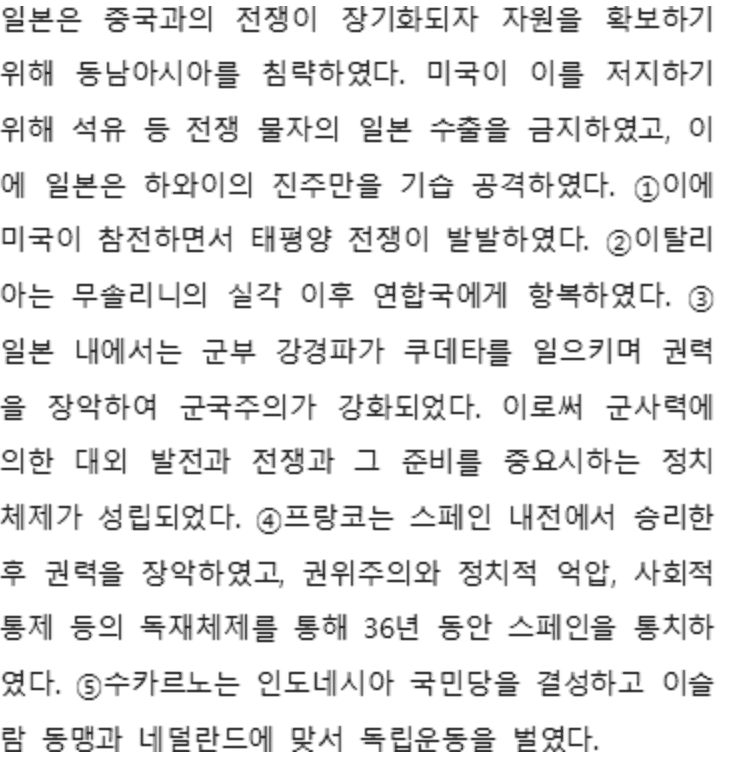 일본은 중국과의 전쟁이 장기화되자 자원을 확보하기
위해 동남아시아를 침략하였다. 미국이 이를 저지하기
위해 석유 등 전쟁 물자의 일본 수출을 금지하였고, 이
에 일본은 하와이의 진주만을 기습 공격하였다. ①이에
미국이 참전하면서 태평양 전쟁이 발발하였다. ②이탈리
아는 무솔리니의 실각 이후 연합국에게 항복하였다. ③
일본 내에서는 군부 강경파가 쿠데타를 일으키며 권력
을 장악하여 군국주의가 강화되었다. 이로써 군사력에
의한 대외 발전과 전쟁과 그 준비를 중요시하는 정치
체제가 성립되었다. ④프랑코는 스페인 내전에서 승리한
후 권력을 장악하였고, 권위주의와 정치적 억압, 사회적
통제 등의 독재체제를 통해 36년 동안 스페인을 통치하
였다. ⑤수카르노는 인도네시아 국민당을 결성하고 이슬
람 동맹과 네덜란드에 맞서 독립운동을 벌였다.